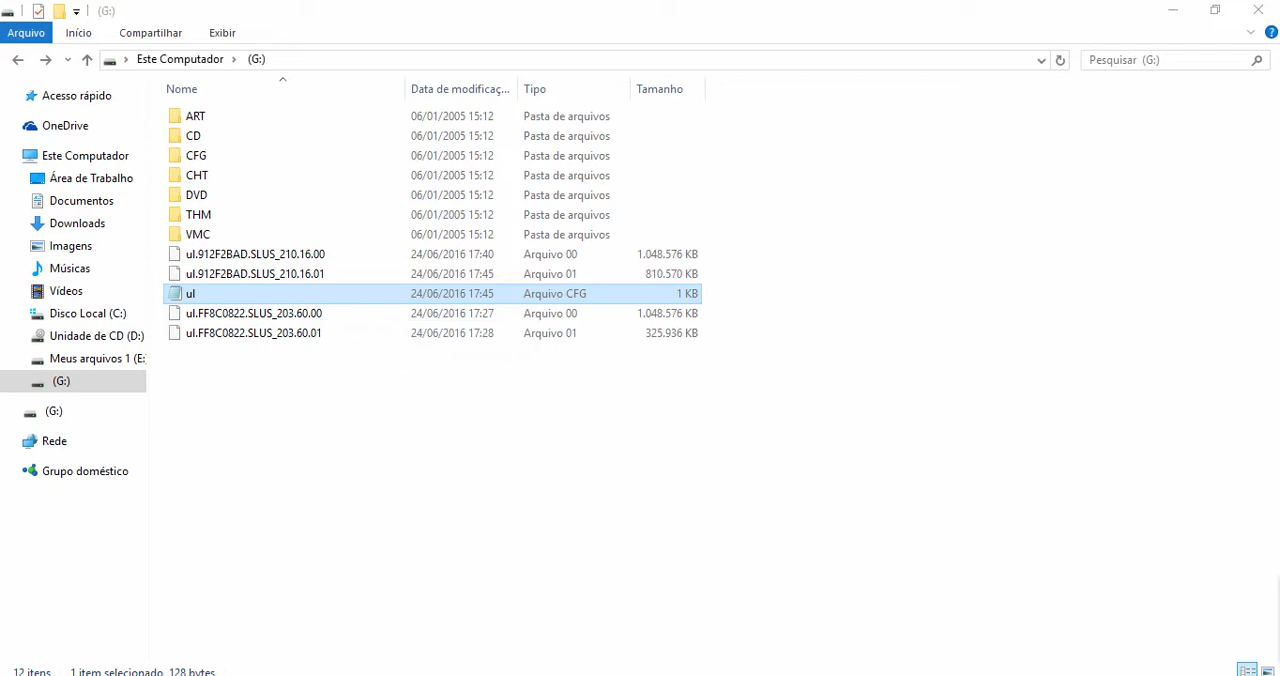 (G:)
Arquivo Início Compartilhar Exibir
Este Computador (G:) Pesquisar (G:)
Nome Data de modificaç... Tipo Tamanho
Acesso rápido
OneDrive
Este Computador
Área de Trabalho
Documentos
Downloads
Imagens
Músicas
Vídeos
Disco Local (C:)
Unidade de CD (D:)
Meus arquivos 1 (E:
(G:)
(G:)
Rede
Grupo doméstico
ART 06/01/2005 15:12 Pasta de arquivos
CD 06/01/2005 15:12 Pasta de arquivos
CFG 06/01/2005 15:12 Pasta de arquivos
CHT 06/01/2005 15:12 Pasta de arquivos
DVD 06/01/2005 15:12 Pasta de arquivos
THM 06/01/2005 15:12 Pasta de arquivos
VMC 06/01/2005 15:12 Pasta de arquivos
ul.912F2BAD.SLUS_210.16.00 24/06/2016 17:40 Arquivo 00 1.048.576 KB
ul.912F2BAD.SLUS_210.16.01 24/06/2016 17:45 Arquivo 01 810.570 KB
ul 24/06/2016 17:45 Arquivo CFG 1 KB
ul.FF8C0822.SLUS_203.60.00 24/06/2016 17:27 Arquivo 00 1.048.576 KB
ul.FF8C0822.SLUS_203.60.01 24/06/2016 17:28 Arquivo 01 325.936 KB
12 itens 1 item selecionado 128 bytes